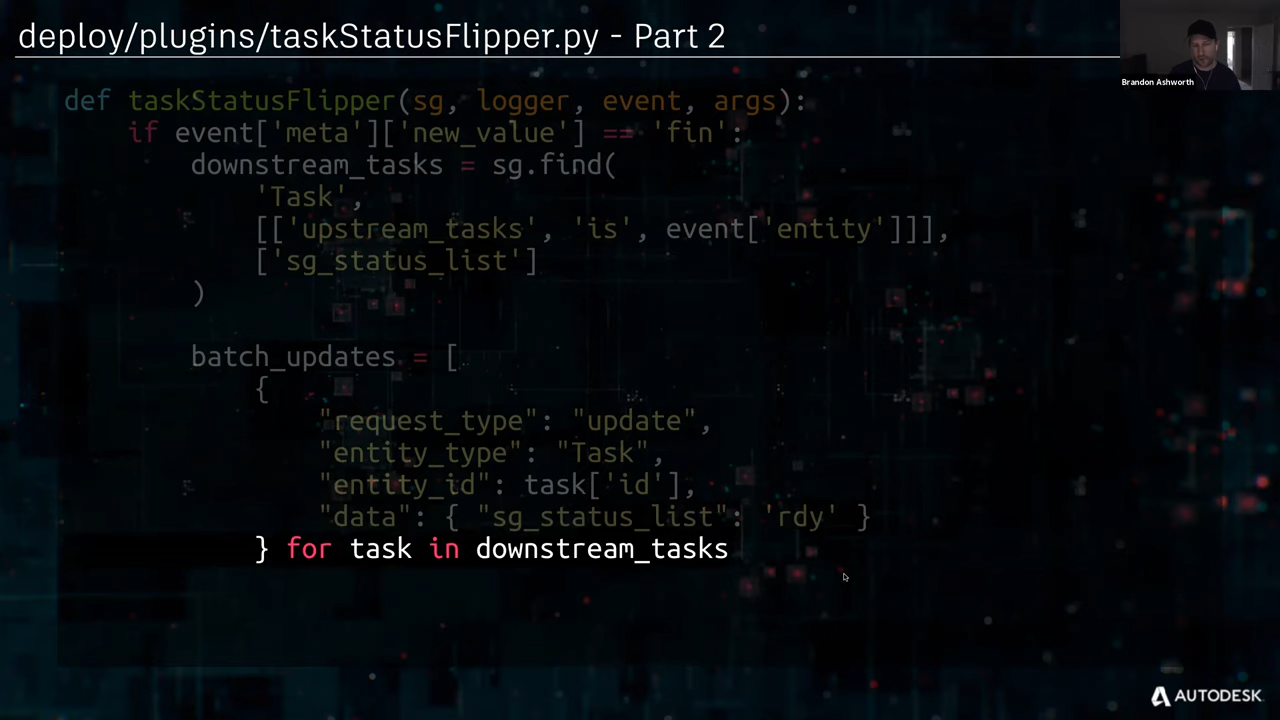 deploy/plugins/taskStatusFlipper.py - Part 2
Brandon Ashworth
def taskStatusFlipper(sg, logger, event, args):
    if event['meta']['new_value'] == 'fin':
        downstream_tasks = sg.find(
            'Task',
            [['upstream_tasks', 'is', event['entity']]],
            ['sg_status_list']
        )
        batch_updates = [
            {
                "request_type": "update",
                "entity_type": "Task",
                "entity_id": task['id'],
                "data": { "sg_status_list": 'rdy' }
            } for task in downstream_tasks
AUTODESK